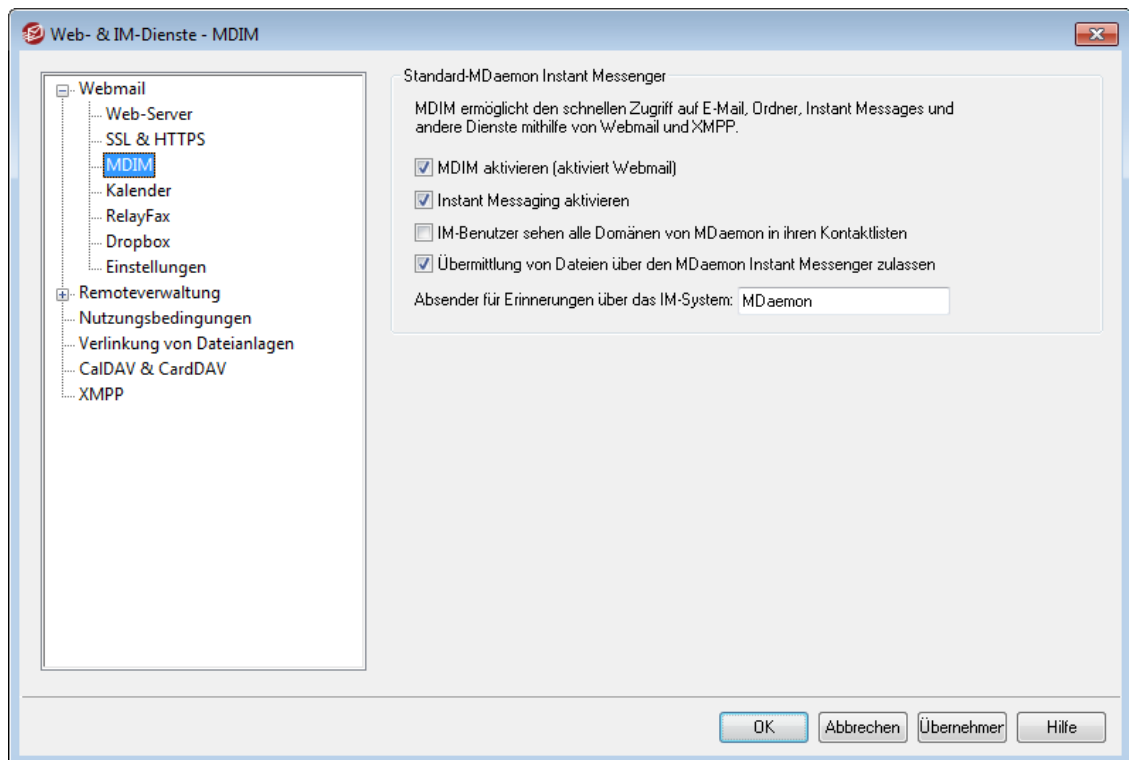 Web- & IM-Dienste - MDIM
Webmail
Web-Server
SSL & HTTPS
MDIM
Kalender
RelayFax
Dropbox
Einstellungen
Remoteverwaltung
Nutzungsbedingungen
Verlinkung von Dateianlagen
CalDAV & CardDAV
XMPP
Standard-MDaemon Instant Messenger
MDIM ermöglicht den schnellen Zugriff auf E-Mail, Ordner, Instant Messages und
andere Dienste mithilfe von Webmail und XMPP.
MDIM aktivieren (aktiviert Webmail)
Instant Messaging aktivieren
IM-Benutzer sehen alle Domänen von MDaemon in ihren Kontaktlisten
Übermittlung von Dateien über den MDaemon Instant Messenger zulassen
Absender für Erinnerungen über das IM-System: MDaemon
OK Abbrechen Übernehmer Hilfe